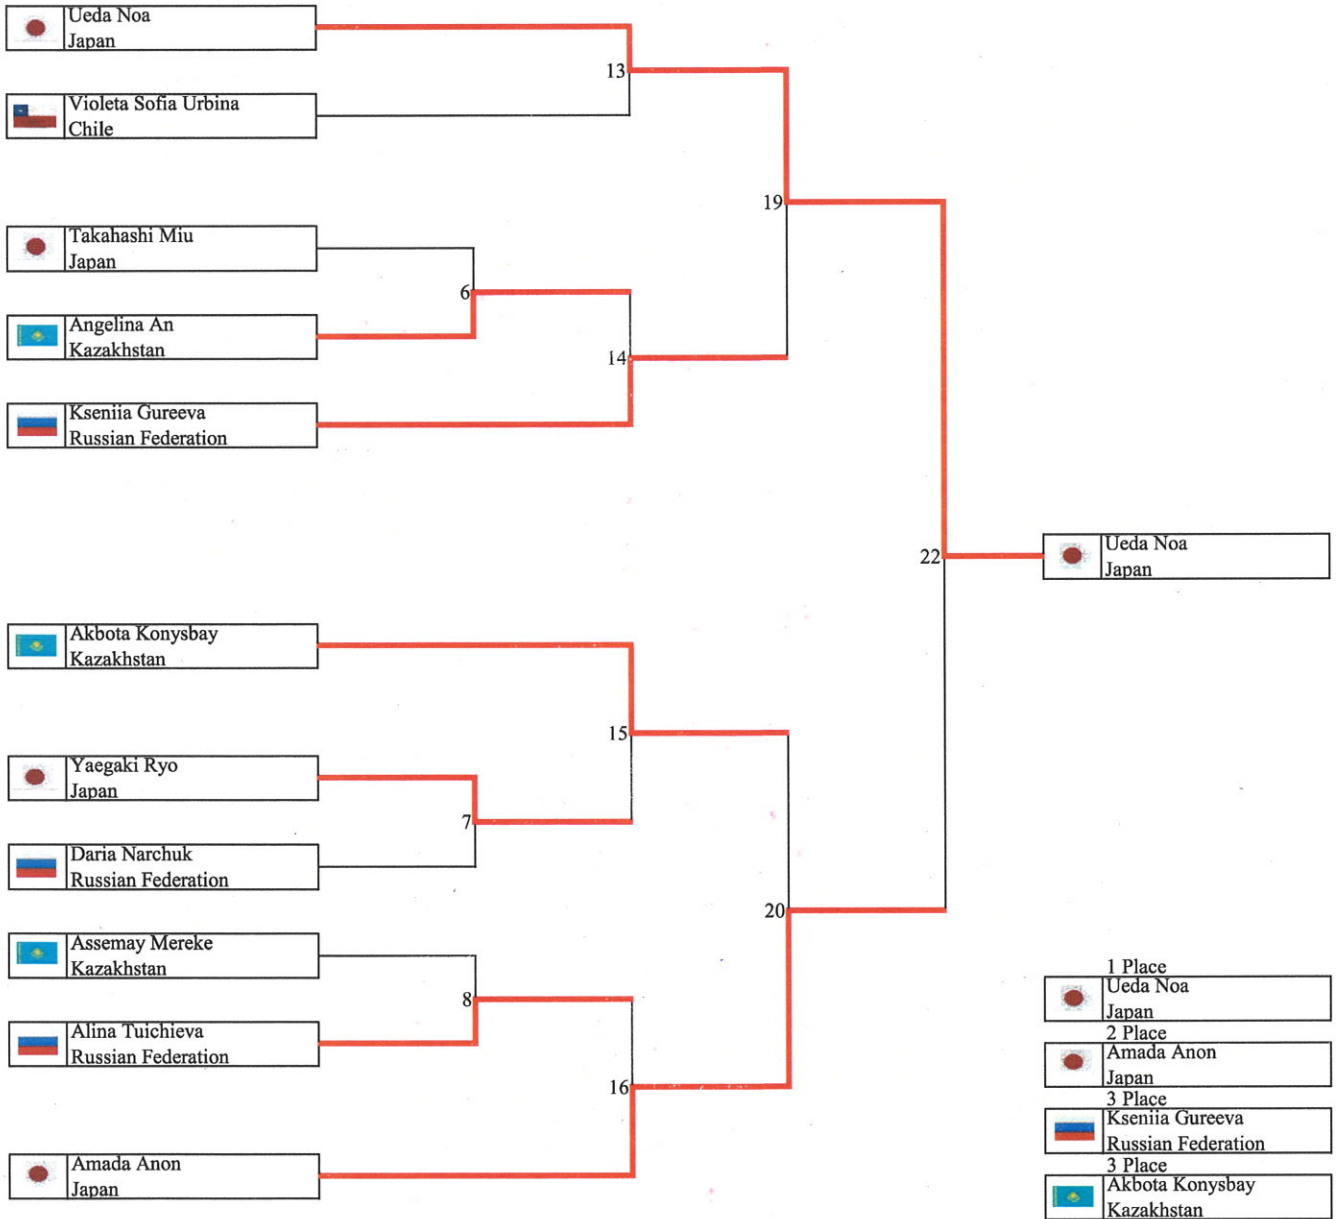 Ueda Noa
Japan
13
Violeta Sofia Urbina
Chile
19
Takahashi Miu
Japan
6
Angelina An
Kazakhstan
14
Kseniia Gureeva
Russian Federation
22
Ueda Noa
Japan
Akbota Konysbay
Kazakhstan
15
Yaegaki Ryo
Japan
7
Daria Narchuk
Russian Federation
20
Assemay Mereke
Kazakhstan
8
Alina Tuichieva
Russian Federation
16
Amada Anon
Japan
1 Place
Ueda Noa
Japan
2 Place
Amada Anon
Japan
3 Place
Kseniia Gureeva
Russian Federation
3 Place
Akbota Konysbay
Kazakhstan